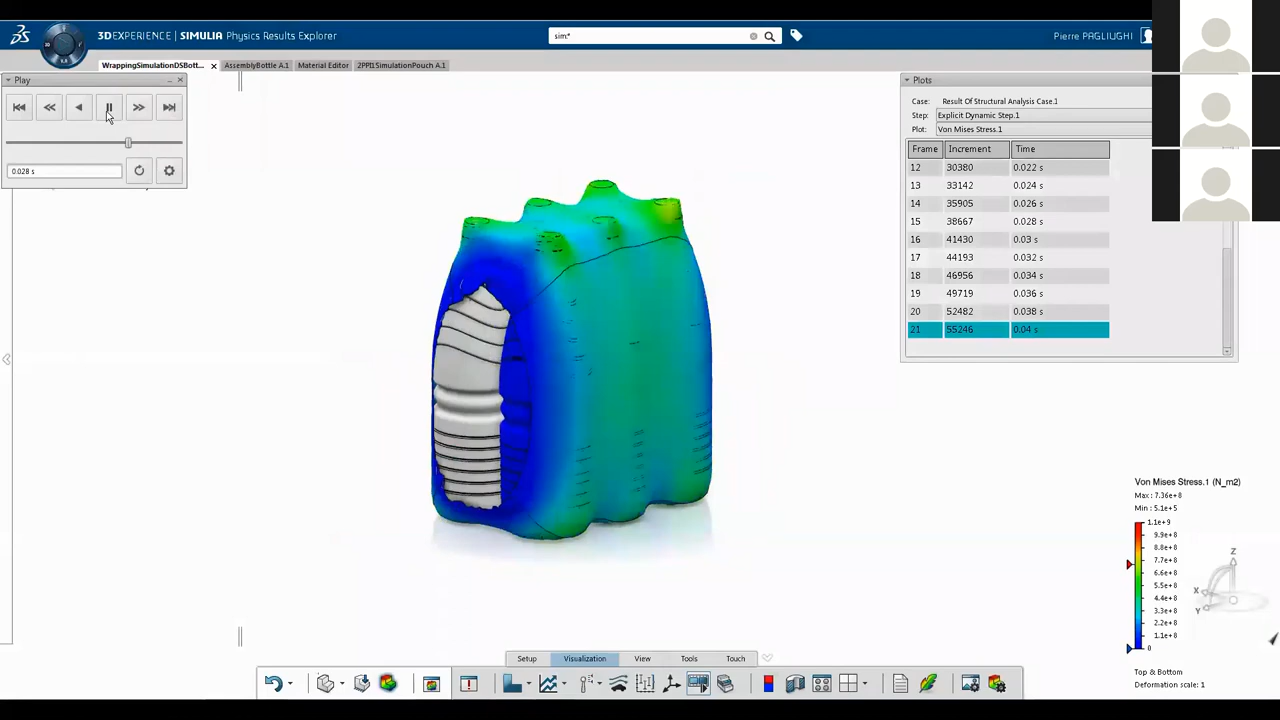 3DEXPERIENCE | SIMULIA Physics Results Explorer
sim:*
Pierre PAGLIUGHI
WrappingSimulationDSBott...
AssemblyBottle A.1
Material Editor
2PPI1SimulationPouch A.1
Play
0.028 s
Plots
Case: Result Of Structural Analysis Case.1
Step: Explicit Dynamic Step.1
Plot: Von Mises Stress.1
Frame Increment Time
12 30380 0.022 s
13 33142 0.024 s
14 35905 0.026 s
15 38667 0.028 s
16 41430 0.03 s
17 44193 0.032 s
18 46956 0.034 s
19 49719 0.036 s
20 52482 0.038 s
21 55246 0.04 s
Von Mises Stress.1 (N_m2)
Max : 7.36e+8
Min : 5.1e+5
1.1e+9
9.9e+8
8.8e+8
7.7e+8
6.6e+8
5.5e+8
4.4e+8
3.3e+8
2.2e+8
1.1e+8
0
Z
X
Y
Top & Bottom
Deformation scale: 1
Setup
Visualization
View
Tools
Touch